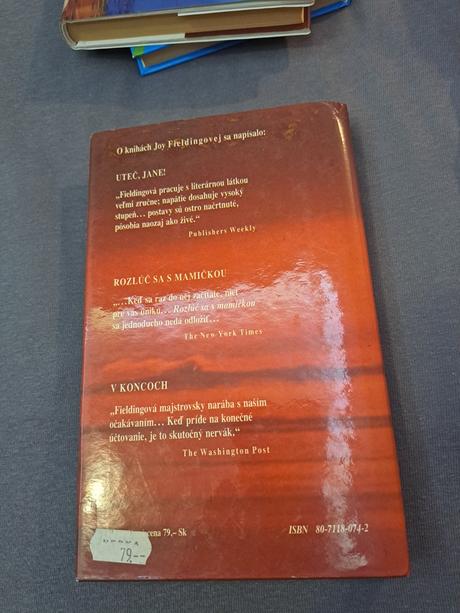 O knihách Joy Fieldingovej sa napísalo:
UTEČ, JANE!
„Fieldingová pracuje s literárnou látkou
veľmi zručne; napätie dosahuje vysoký
stupeň... postavy sú ostro načrtnuté,
pôsobia naozaj ako živé.“
Publishers Weekly
ROZLÚČ SA S MAMIČKOU
„...Keď sa raz do nej začítate, niet
pre vás úniku... Rozlúč sa s mamičkou
sa jednoducho nedá odložiť...
The New York Times
V KONCOCH
„Fieldingová majstrovsky narába s naším
očakávaním... Keď príde na konečné
účtovanie, je to skutočný nervák.“
The Washington Post
cena 79,– Sk
ISBN 80-7118-074-2
79.--